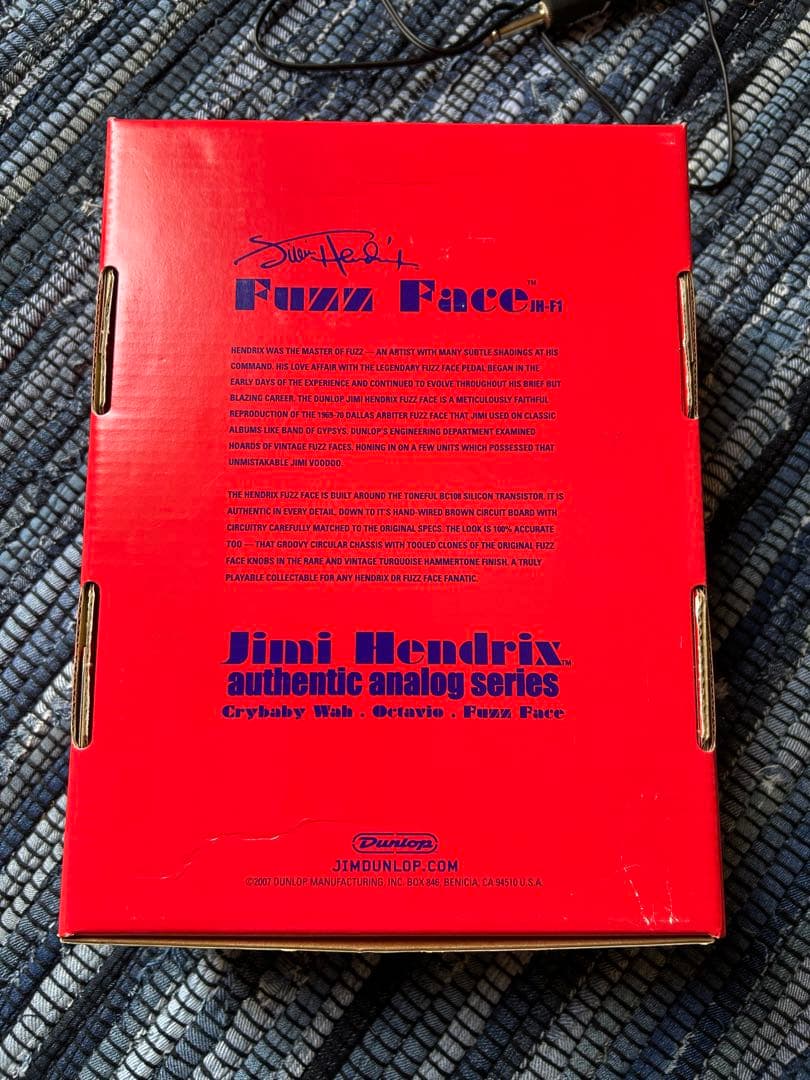 Jimi Hendrix
Fuzz Face™ JH-F1
HENDRIX WAS THE MASTER OF FUZZ — AN ARTIST WITH MANY SUBTLE SHADINGS AT HIS
COMMAND. HIS LOVE AFFAIR WITH THE LEGENDARY FUZZ FACE PEDAL BEGAN IN THE
EARLY DAYS OF THE EXPERIENCE AND CONTINUED TO EVOLVE THROUGHOUT HIS BRIEF BUT
BLAZING CAREER. THE DUNLOP JIMI HENDRIX FUZZ FACE IS A METICULOUSLY FAITHFUL
REPRODUCTION OF THE 1969-70 DALLAS ARBITER FUZZ FACE THAT JIMI USED ON CLASSIC
ALBUMS LIKE BAND OF GYPSYS. DUNLOP'S ENGINEERING DEPARTMENT EXAMINED
HOARDS OF VINTAGE FUZZ FACES, HONING IN ON A FEW UNITS WHICH POSSESSED THAT
UNMISTAKABLE JIMI VOODOO.
THE HENDRIX FUZZ FACE IS BUILT AROUND THE TONEFUL BC108 SILICON TRANSISTOR. IT IS
AUTHENTIC IN EVERY DETAIL, DOWN TO IT'S HAND-WIRED BROWN CIRCUIT BOARD WITH
CIRCUITRY CAREFULLY MATCHED TO THE ORIGINAL SPECS. THE LOOK IS 100% ACCURATE
TOO — THAT GROOVY CIRCULAR CHASSIS WITH TOOLED CLONES OF THE ORIGINAL FUZZ
FACE KNOBS IN THE RARE AND VINTAGE TURQUOISE HAMMERTONE FINISH. A TRULY
PLAYABLE COLLECTABLE FOR ANY HENDRIX OR FUZZ FACE FANATIC.
Jimi Hendrix™
authentic analog series
Crybaby Wah . Octavio . Fuzz Face
Dunlop
JIMDUNLOP.COM
©2007 DUNLOP MANUFACTURING, INC. BOX 846, BENICIA, CA 94510 U.S.A.